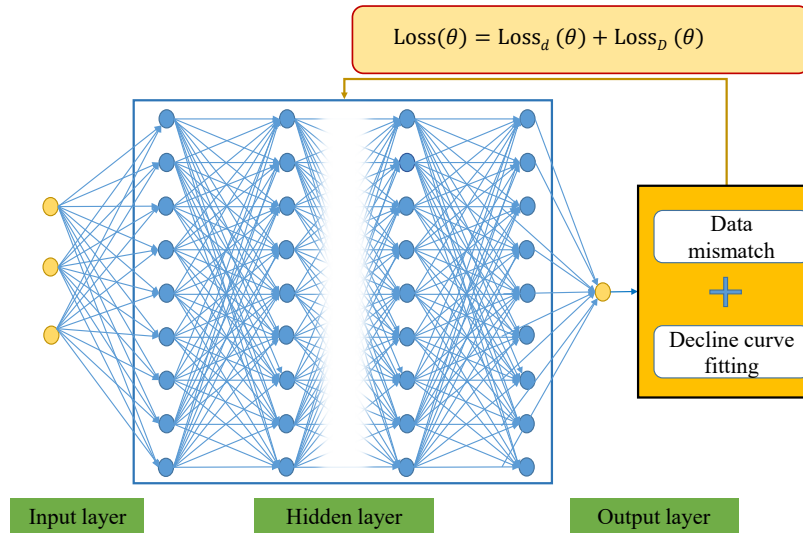 Loss(θ) = Loss_d (θ) + Loss_D (θ)
Data
mismatch
Decline curve
fitting
Input layer
Hidden layer
Output layer